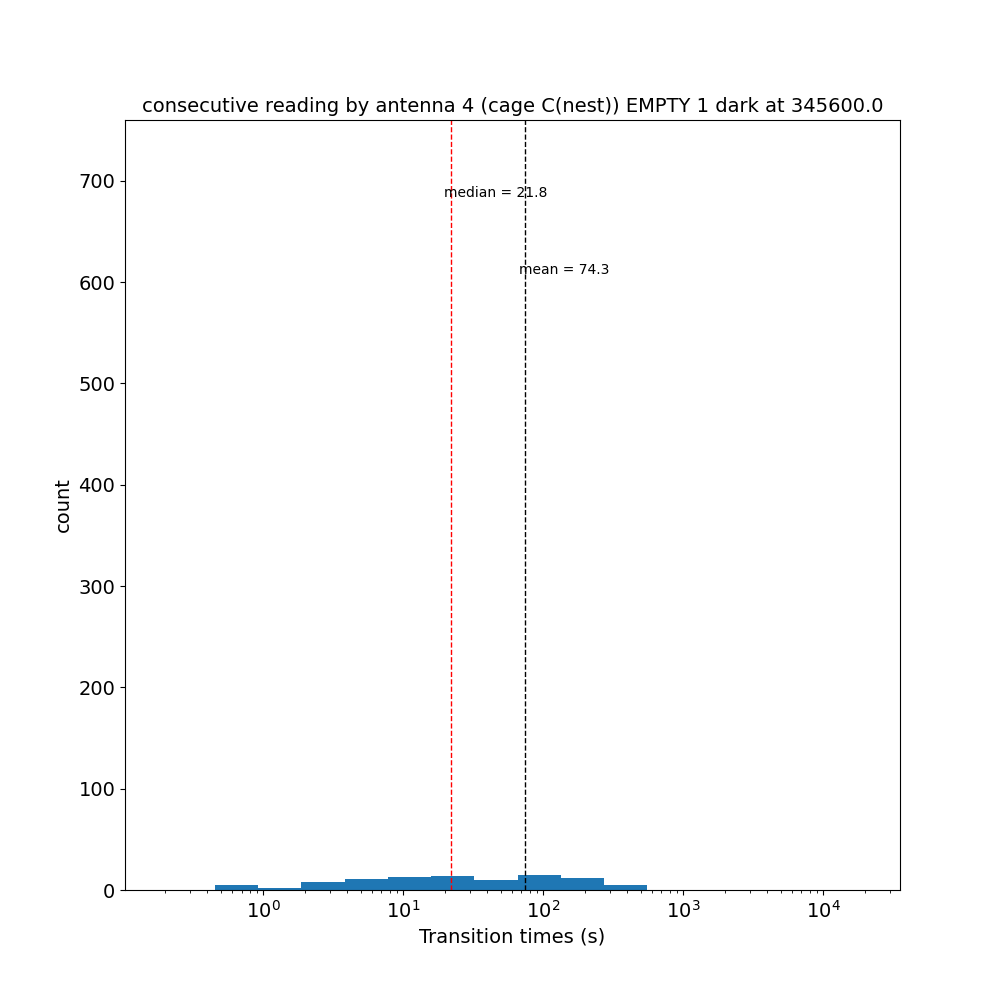 consecutive reading by antenna 4 (cage C(nest)) EMPTY 1 dark at 345600.0
700
median = 21.8
mean = 74.3
600
500
400
300
200
100
0
count
10⁰ 10¹ 10² 10³ 10⁴
Transition times (s)